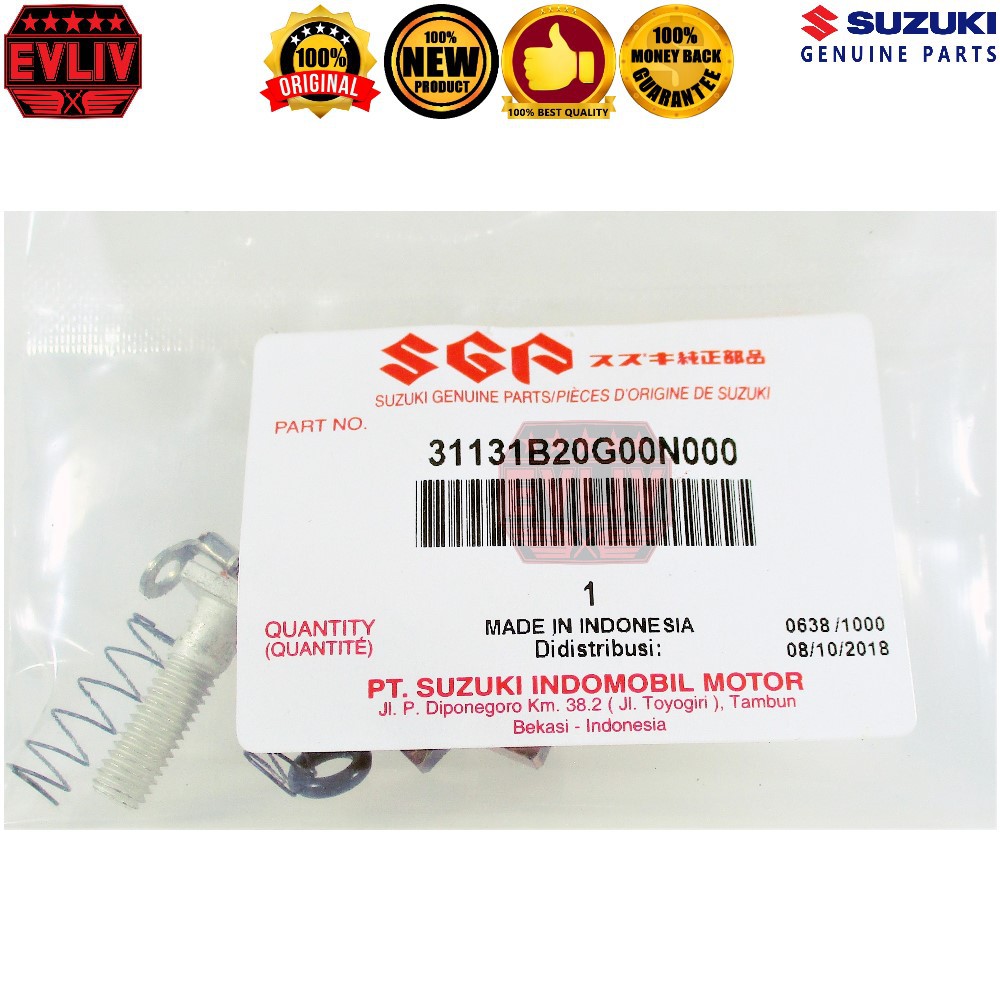 EVLIV
100%
ORIGINAL
100%
NEW
PRODUCT
100% BEST QUALITY
100%
MONEY BACK
GUARANTEE
SUZUKI
GENUINE PARTS
SGP スズキ純正部品
SUZUKI GENUINE PARTS/PIÈCES D'ORIGINE DE SUZUKI
PART NO.
31131B20G00N000
EVLIV
1
QUANTITY
(QUANTITÉ)
MADE IN INDONESIA
Didistribusi:
0638 /1000
08/10/2018
PT. SUZUKI INDOMOBIL MOTOR
Jl. P. Diponegoro Km. 38.2 ( Jl. Toyogiri ), Tambun
Bekasi - Indonesia